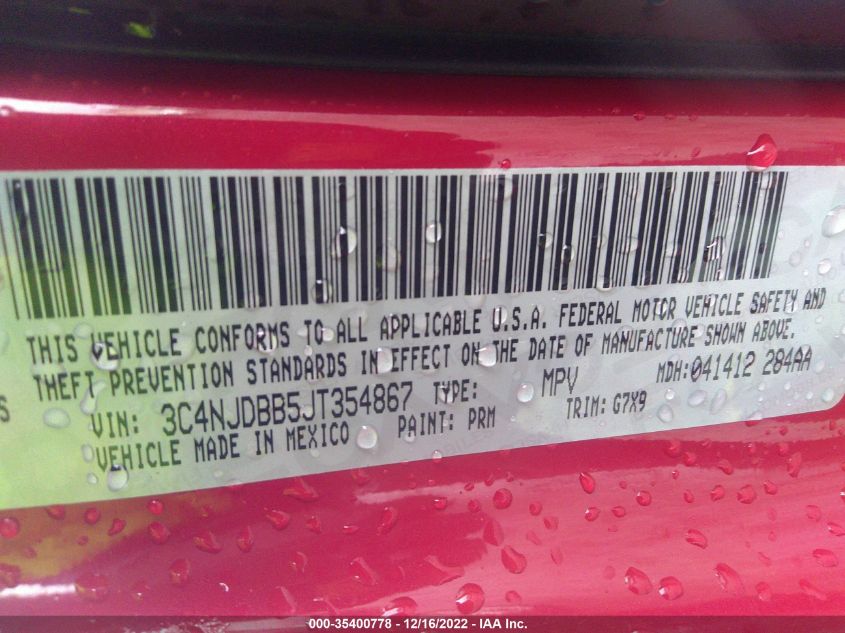 THIS VEHICLE CONFORMS TO ALL APPLICABLE U.S.A. FEDERAL MOTOR VEHICLE SAFETY AND
THEFT PREVENTION STANDARDS IN EFFECT ON THE DATE OF MANUFACTURE SHOWN ABOVE.
S
VIN: 3C4NJDBB5JT354867 TYPE: MPV MDH:041412 284AA
VEHICLE MADE IN MEXICO PAINT: PRM TRIM: G7X9
000-35400778 - 12/16/2022 - IAA Inc.